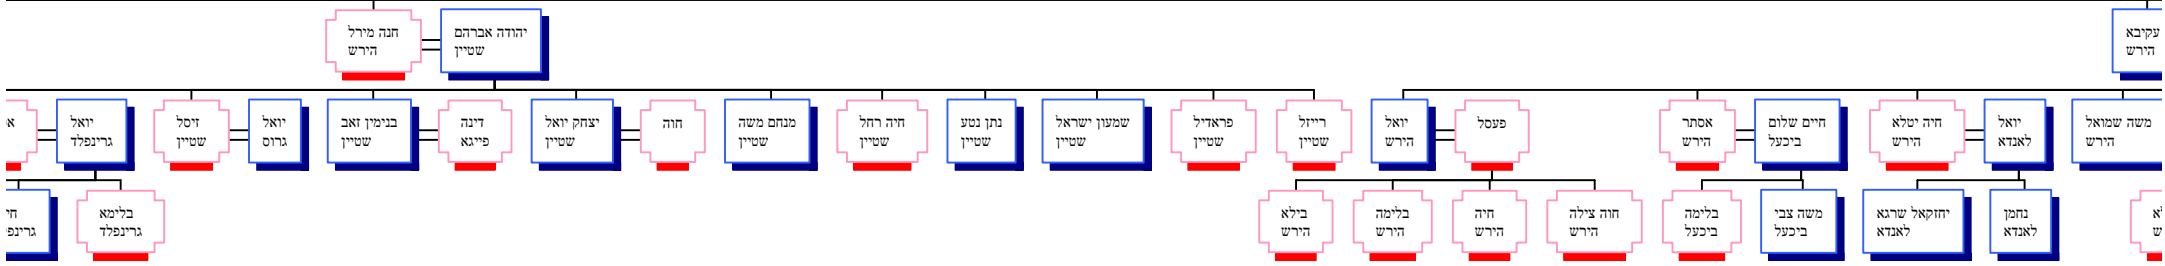 עקיבא
הירש
יהודה אברהם
שטיין
חנה מירל
הירש
משה שמואל
הירש
יואל
לאנדא
חיה יטלא
הירש
חיים שלום
ביכעל
אסתר
הירש
פעסל
יואל
הירש
רייזל
שטיין
פראדיל
שטיין
שמעון ישראל
שטיין
נתן נטע
שטיין
חיה רחל
שטיין
מנחם משה
שטיין
חוה
יצחק יואל
שטיין
דינה
פייגא
בנימין זאב
שטיין
יואל
גרוס
זיסל
שטיין
יואל
גרינפלד
נחמן
לאנדא
יחזקאל שרגא
לאנדא
משה צבי
ביכעל
בלימה
ביכעל
חוה צילה
הירש
חיה
הירש
בלימה
הירש
בילא
הירש
בלימא
גרינפלד